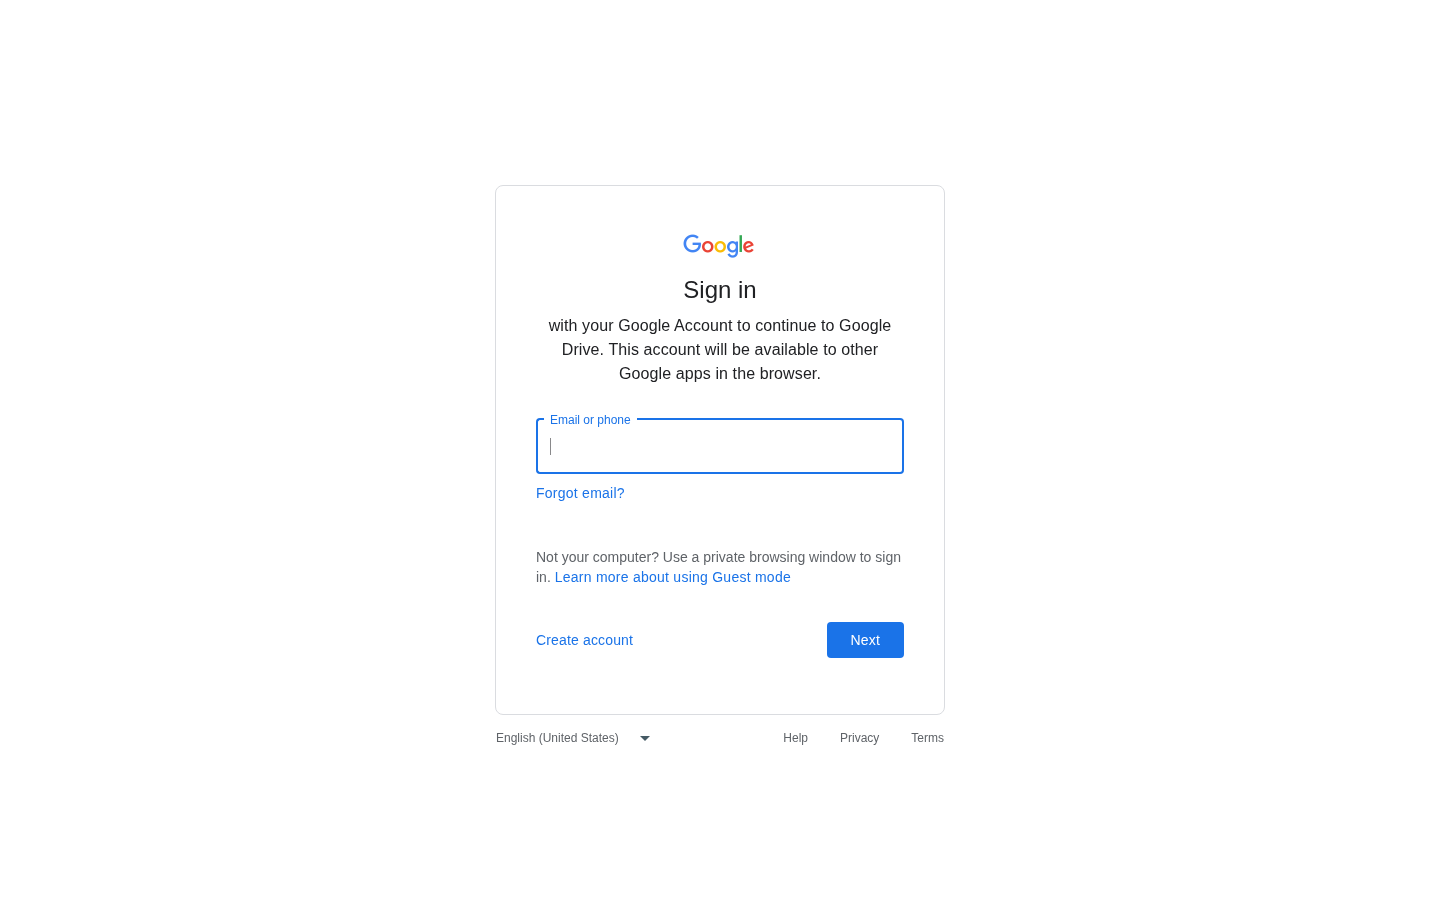 Google
Sign in
with your Google Account to continue to Google
Drive. This account will be available to other
Google apps in the browser.
Email or phone
Forgot email?
Not your computer? Use a private browsing window to sign
in. Learn more about using Guest mode
Create account
Next
English (United States)
Help
Privacy
Terms